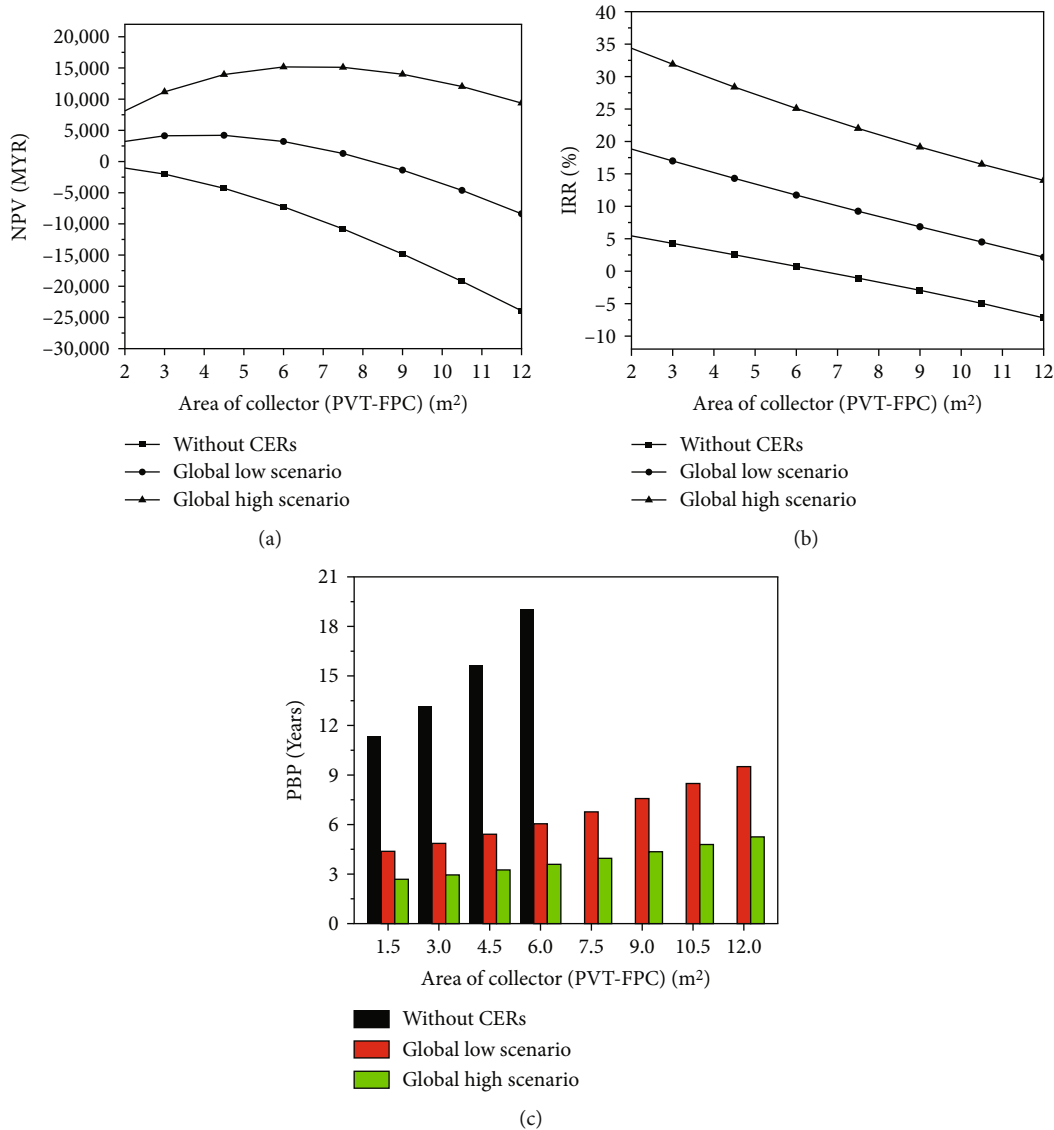 20,000
15,000
10,000
5,000
0
–5,000
–10,000
–15,000
–20,000
–25,000
–30,000
NPV (MYR)
2 3 4 5 6 7 8 9 10 11 12
Area of collector (PVT-FPC) (m²)
Without CERs
Global low scenario
Global high scenario
(a)
40
35
30
25
20
15
10
5
0
–5
–10
IRR (%)
2 3 4 5 6 7 8 9 10 11 12
Area of collector (PVT-FPC) (m²)
Without CERs
Global low scenario
Global high scenario
(b)
21
18
15
12
9
6
3
0
PBP (Years)
1.5 3.0 4.5 6.0 7.5 9.0 10.5 12.0
Area of collector (PVT-FPC) (m²)
Without CERs
Global low scenario
Global high scenario
(c)